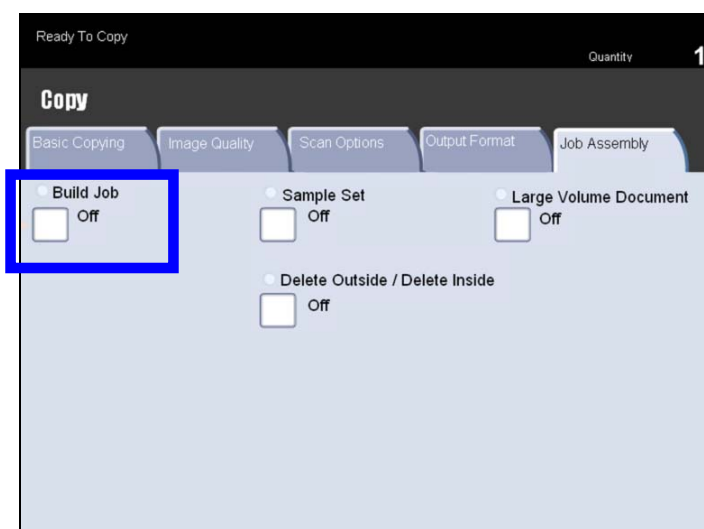 Ready To Copy
Quantity 1
Copy
Basic Copying Image Quality Scan Options Output Format Job Assembly
Build Job Sample Set Large Volume Document
Off Off Off
Delete Outside / Delete Inside
Off